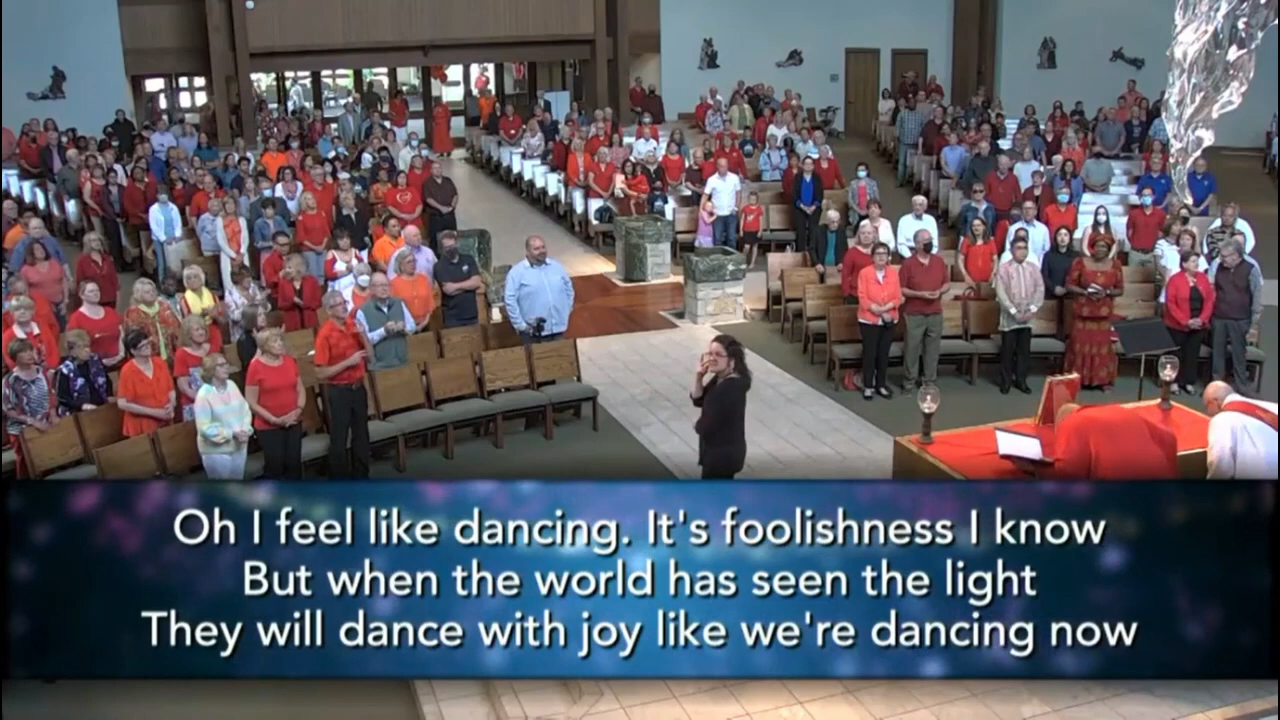 Oh I feel like dancing. It's foolishness I know
But when the world has seen the light
They will dance with joy like we're dancing now